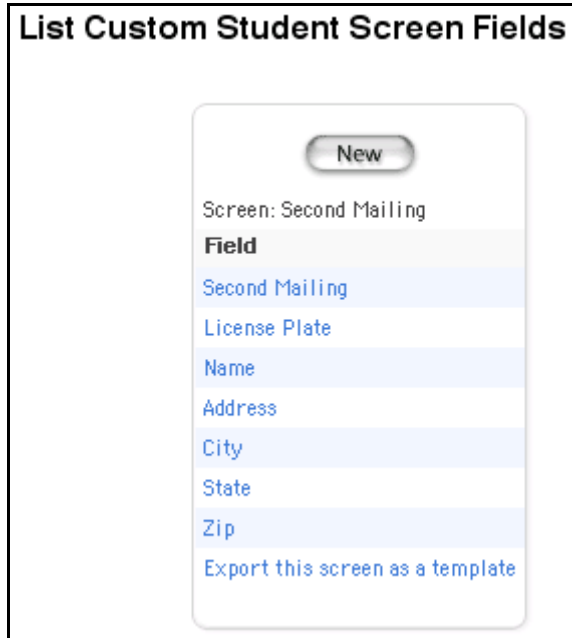 List Custom Student Screen Fields
New
Screen: Second Mailing
Field
Second Mailing
License Plate
Name
Address
City
State
Zip
Export this screen as a template